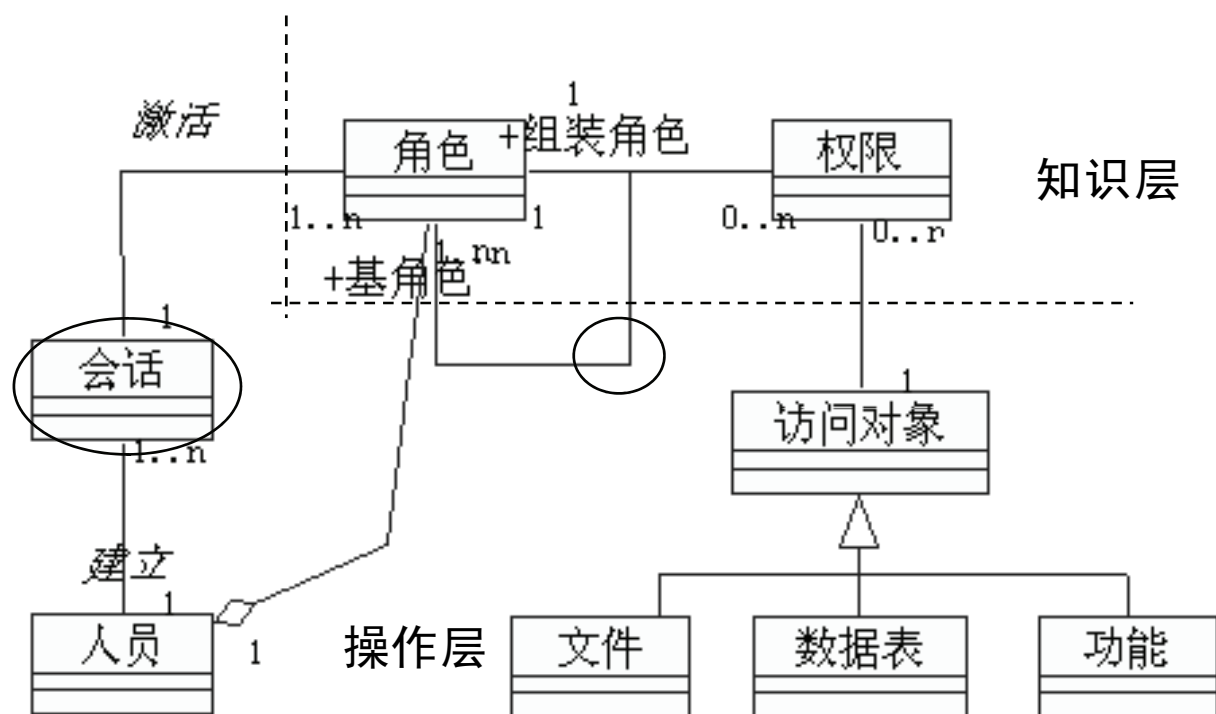 1
激活
角色
+组装角色
权限
知识层
1..n
1
0..n
0..n
1..n
n
+基角色
1
会话
1
访问对象
1..n
建立
1
人员
1
操作层
文件
数据表
功能